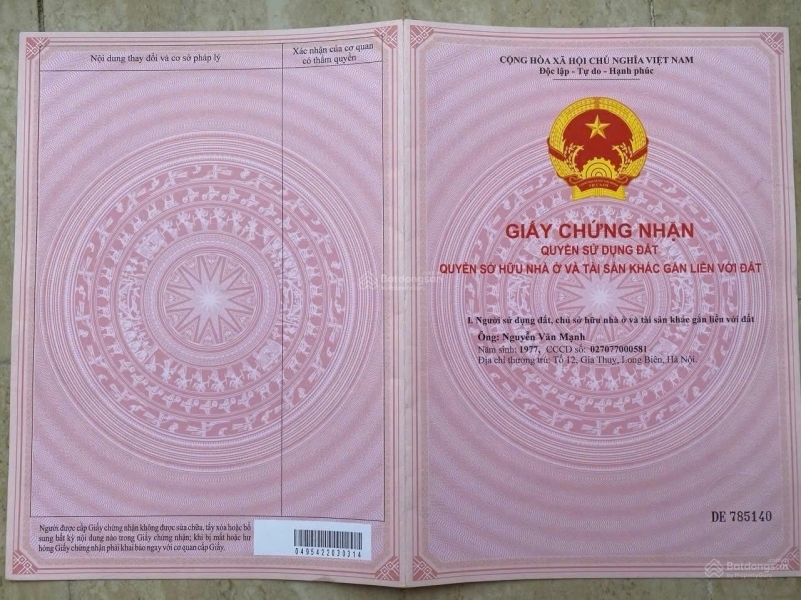 Nội dung thay đổi và cơ sở pháp lý
Xác nhận của cơ quan
có thẩm quyền
Người được cấp Giấy chứng nhận không được sửa chữa, tẩy xóa hoặc bổ
sung bất kỳ nội dung nào trong Giấy chứng nhận; khi bị mất hoặc hư
hỏng Giấy chứng nhận phải khai báo ngay với cơ quan cấp Giấy.
0495422030314
CỘNG HÒA XÃ HỘI CHỦ NGHĨA VIỆT NAM
Độc lập - Tự do - Hạnh phúc
GIẤY CHỨNG NHẬN
QUYỀN SỬ DỤNG ĐẤT
QUYỀN SỞ HỮU NHÀ Ở VÀ TÀI SẢN KHÁC GẮN LIỀN VỚI ĐẤT
I. Người sử dụng đất, chủ sở hữu nhà ở và tài sản khác gắn liền với đất
Ông: Nguyễn Văn Mạnh
Năm sinh: 1977, CCCD số: 027077000581
Địa chỉ thường trú: Tổ 12, Gia Thuỵ, Long Biên, Hà Nội.
DE 785140
Batdongsan
Batdongsan
by PropertyGuru